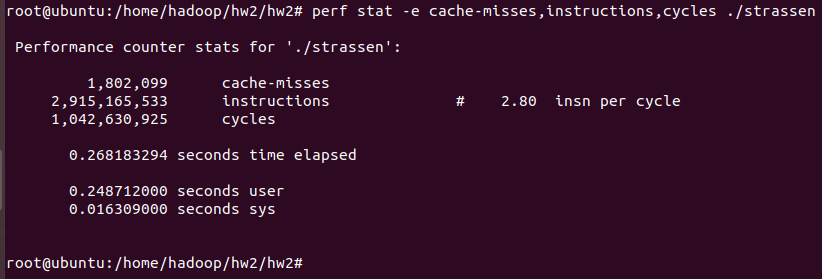 root@ubuntu:/home/hadoop/hw2/hw2# perf stat -e cache-misses,instructions,cycles ./strassen
Performance counter stats for './strassen':
1,802,099 cache-misses
2,915,165,533 instructions # 2.80 insn per cycle
1,042,630,925 cycles
0.268183294 seconds time elapsed
0.248712000 seconds user
0.016309000 seconds sys
root@ubuntu:/home/hadoop/hw2/hw2#